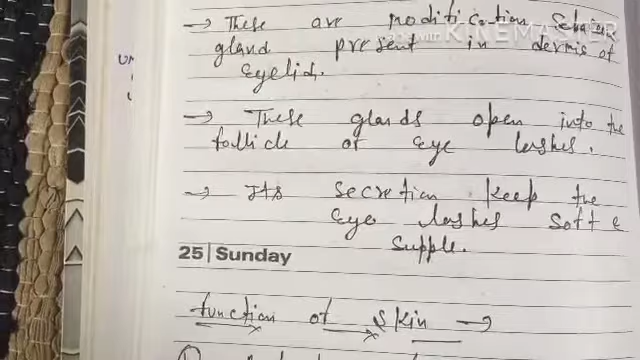 → These are modification Sebaceous
gland present in dermis of
eyelid.
→ These glands open into the
follicle of eye lashes.
→ Its secretion keep the
eye lashes soft &
supple.
25 | Sunday
function of skin →
KINEMASTER